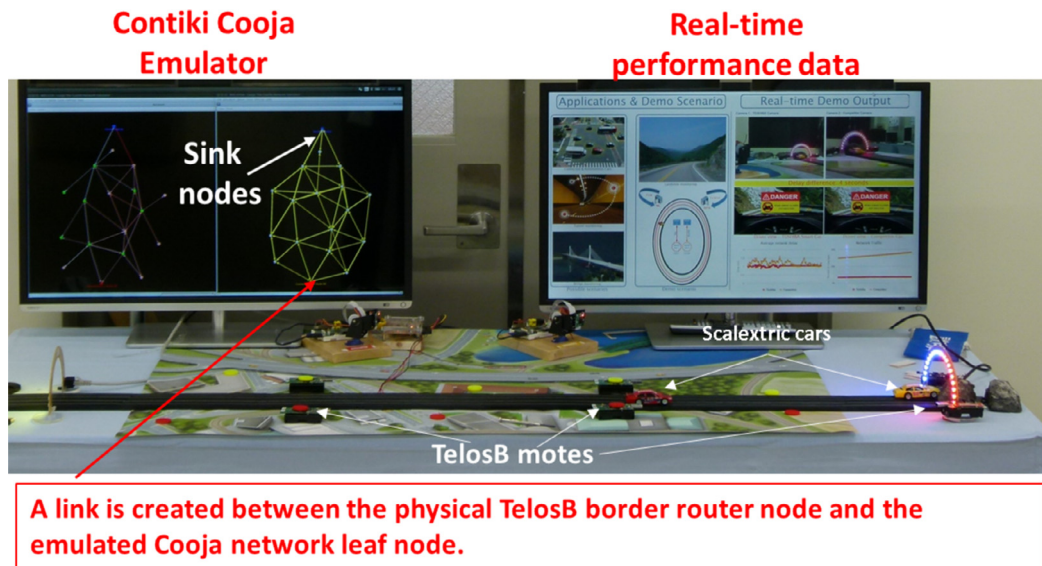 Contiki Cooja
Emulator
Real-time
performance data
Applications & Demo Scenario
Real-time Demo Output
Sink
nodes
DANGER
DANGER
Scalextric cars
TelosB motes
A link is created between the physical TelosB border router node and the
emulated Cooja network leaf node.